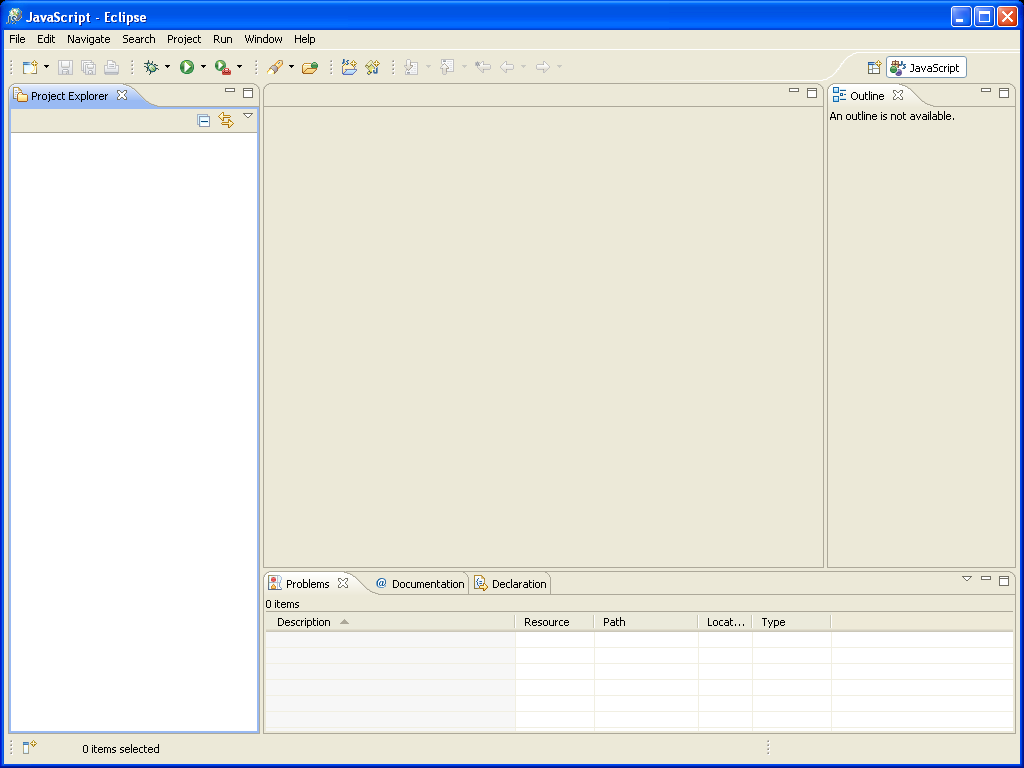 JavaScript - Eclipse
File Edit Navigate Search Project Run Window Help
JavaScript
Project Explorer
Outline
An outline is not available.
Problems @ Documentation Declaration
0 items
Description Resource Path Locat... Type
0 items selected